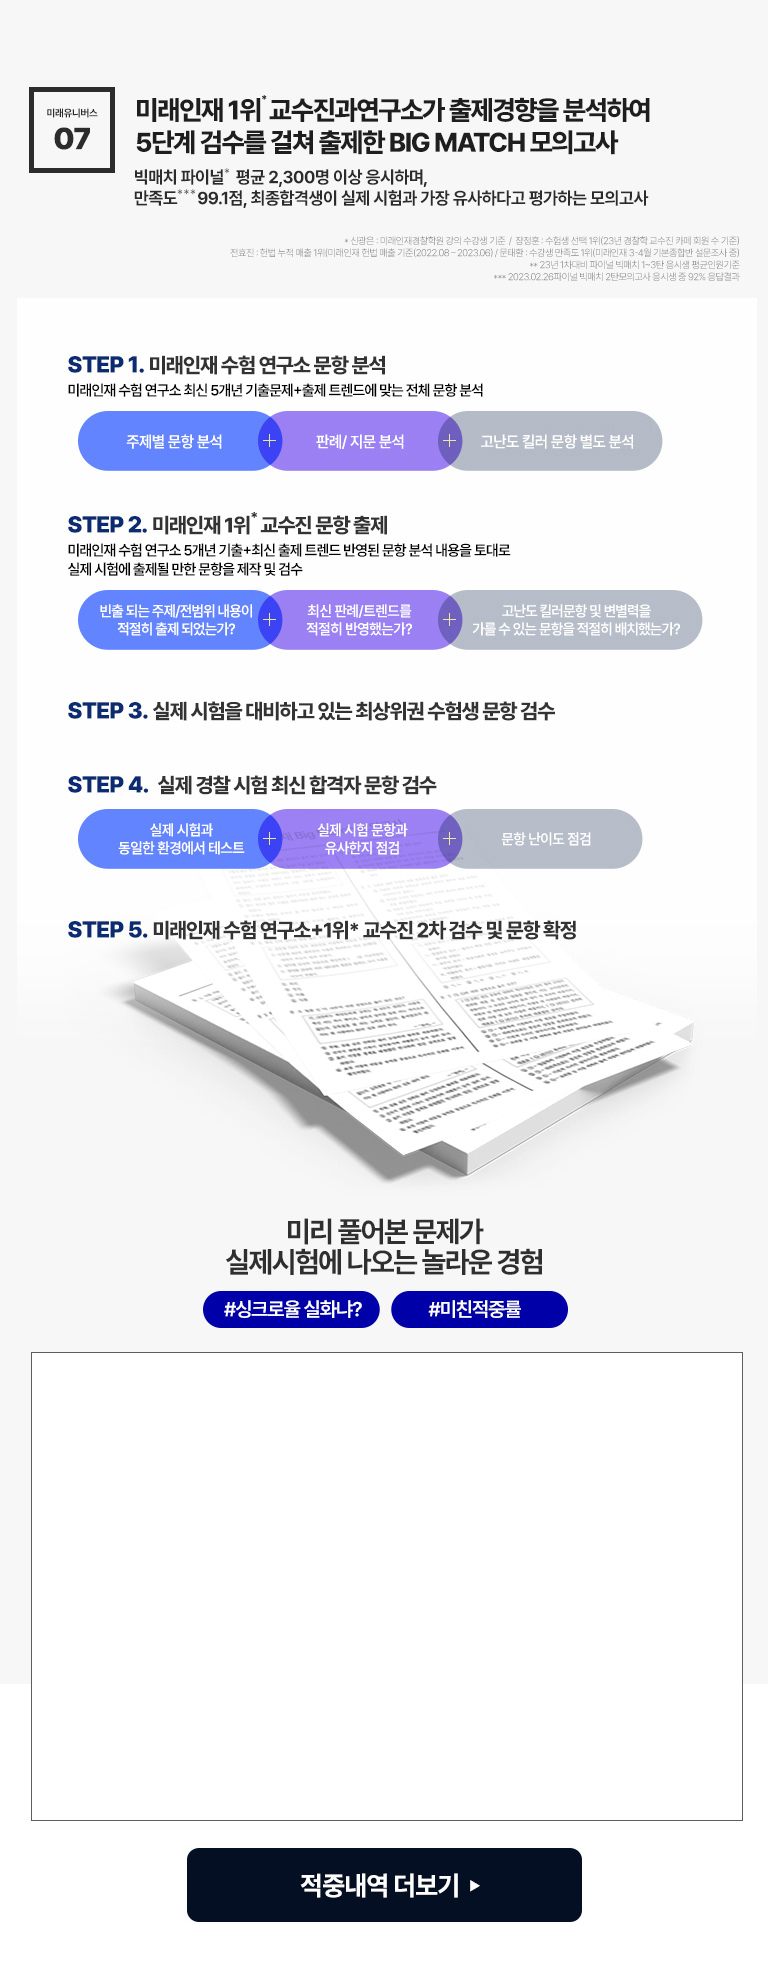 미래유니버스
07
미래인재 1위* 교수진과연구소가 출제경향을 분석하여
5단계 검수를 걸쳐 출제한 BIG MATCH 모의고사
빅매치 파이널* 평균 2,300명 이상 응시하며,
만족도***99.1점, 최종합격생이 실제 시험과 가장 유사하다고 평가하는 모의고사
* 신광은 : 미래인재경찰학원 강의 수강생 기준 / 장정훈 : 수험생 선택 1위(23년 경찰학 교수진 카페 회원 수 기준)
전효진 : 헌법 누적 매출 1위(미래인재 헌법 매출 기준(2022.08 ~ 2023.06) / 문태환 : 수강생 만족도 1위(미래인재 3-4월 기본종합반 설문조사 중)
** 23년 1차대비 파이널 빅매치 1~3탄 응시생 평균인원기준
*** 2023.02.26파이널 빅매치 2탄모의고사 응시생 중 92% 응답결과
STEP 1. 미래인재 수험 연구소 문항 분석
미래인재 수험 연구소 최신 5개년 기출문제+출제 트렌드에 맞는 전체 문항 분석
주제별 문항 분석 + 판례/ 지문 분석 + 고난도 킬러 문항 별도 분석
STEP 2. 미래인재 1위* 교수진 문항 출제
미래인재 수험 연구소 5개년 기출+최신 출제 트렌드 반영된 문항 분석 내용을 토대로
실제 시험에 출제될 만한 문항을 제작 및 검수
빈출 되는 주제/전범위 내용이
적절히 출제 되었는가?
+
최신 판례/트렌드를
적절히 반영했는가?
+
고난도 킬러문항 및 변별력을
가를 수 있는 문항을 적절히 배치했는가?
STEP 3. 실제 시험을 대비하고 있는 최상위권 수험생 문항 검수
STEP 4. 실제 경찰 시험 최신 합격자 문항 검수
실제 시험과
동일한 환경에서 테스트
+
실제 시험 문항과
유사한지 점검
+
문항 난이도 점검
STEP 5. 미래인재 수험 연구소+1위* 교수진 2차 검수 및 문항 확정
미리 풀어본 문제가
실제시험에 나오는 놀라운 경험
#싱크로율 실화냐? #미친적중률
적중내역 더보기 ▶